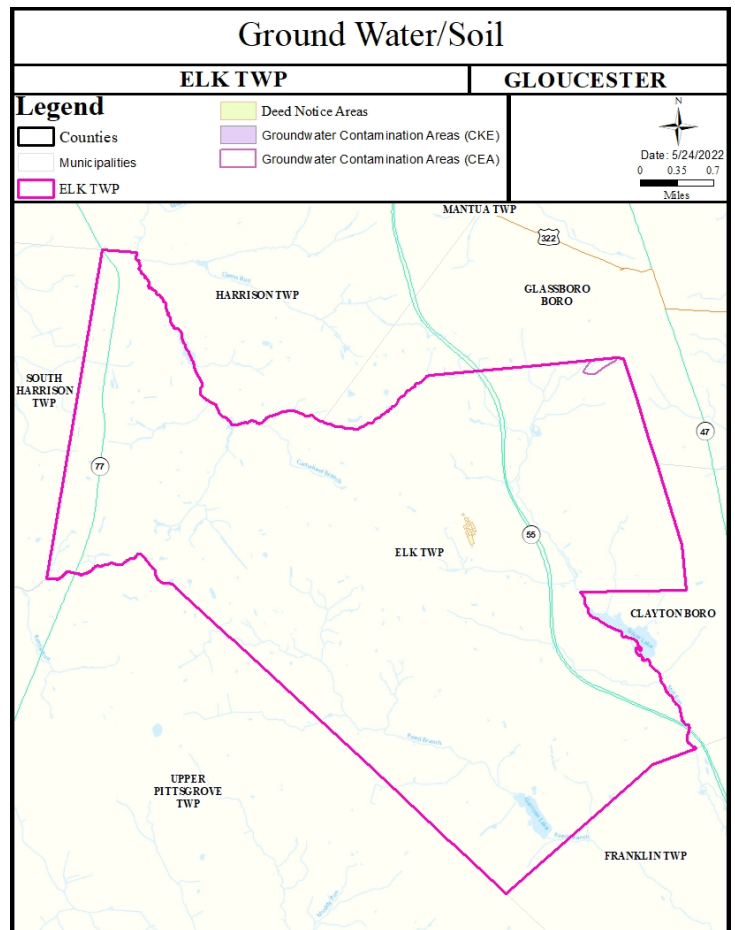 Ground Water/Soil
ELK TWP
GLOUCESTER
Legend
Counties
Municipalities
ELK TWP
Deed Notice Areas
Groundwater Contamination Areas (CKE)
Groundwater Contamination Areas (CEA)
N
Date: 5/24/2022
0 0.35 0.7
Miles
MANTUA TWP
322
HARRISON TWP
GLASSBORO
BORO
SOUTH
HARRISON
TWP
47
77
55
ELK TWP
CLAYTON BORO
UPPER
PITTSGROVE
TWP
FRANKLIN TWP